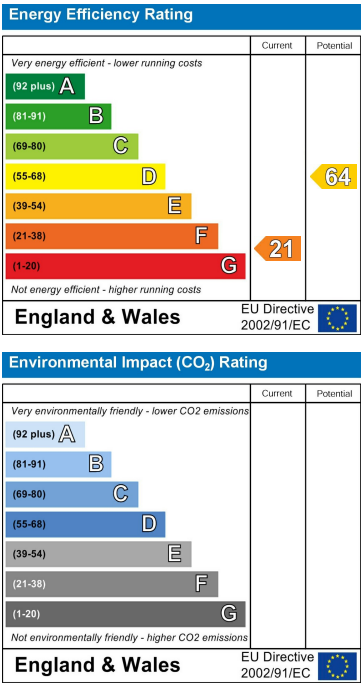 Energy Efficiency Rating
Current Potential
Very energy efficient - lower running costs
(92 plus) A
(81-91) B
(69-80) C
(55-68) D
64
(39-54) E
(21-38) F
21
(1-20) G
Not energy efficient - higher running costs
England & Wales
EU Directive
2002/91/EC
Environmental Impact (CO₂) Rating
Current Potential
Very environmentally friendly - lower CO2 emissions
(92 plus) A
(81-91) B
(69-80) C
(55-68) D
(39-54) E
(21-38) F
(1-20) G
Not environmentally friendly - higher CO2 emissions
England & Wales
EU Directive
2002/91/EC